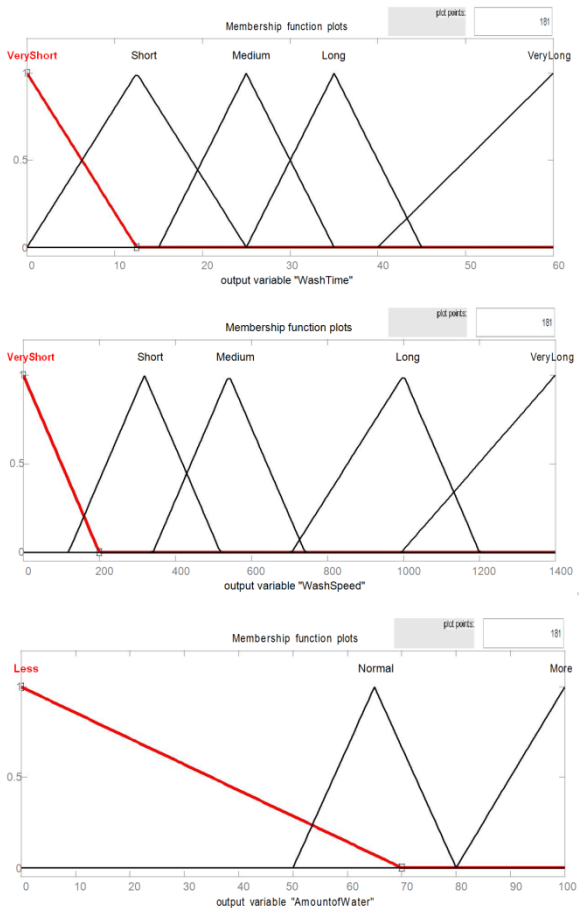 plot points:
181
Membership function plots
VeryShort Short Medium Long VeryLong
1
0.5
0
0 10 20 30 40 50 60
output variable "WashTime"
plot points:
181
Membership function plots
VeryShort Short Medium Long VeryLong
1
0.5
0
0 200 400 600 800 1000 1200 1400
output variable "WashSpeed"
plot points:
181
Membership function plots
Less Normal More
1
0.5
0
0 10 20 30 40 50 60 70 80 90 100
output variable "AmountofWater"